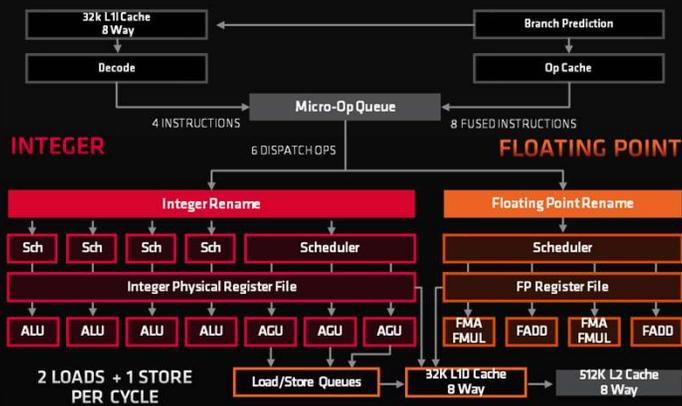 32k L1I Cache
8 Way
Branch Prediction
Decode
Op Cache
Micro-Op Queue
4 INSTRUCTIONS
8 FUSED INSTRUCTIONS
INTEGER
6 DISPATCH OPS
FLOATING POINT
Integer Rename
Floating Point Rename
Sch
Sch
Sch
Sch
Scheduler
Scheduler
Integer Physical Register File
FP Register File
ALU
ALU
ALU
ALU
AGU
AGU
AGU
FMA
FMUL
FADD
FMA
FMUL
FADD
2 LOADS + 1 STORE
PER CYCLE
Load/Store Queues
32K L1D Cache
8 Way
512K L2 Cache
8 Way